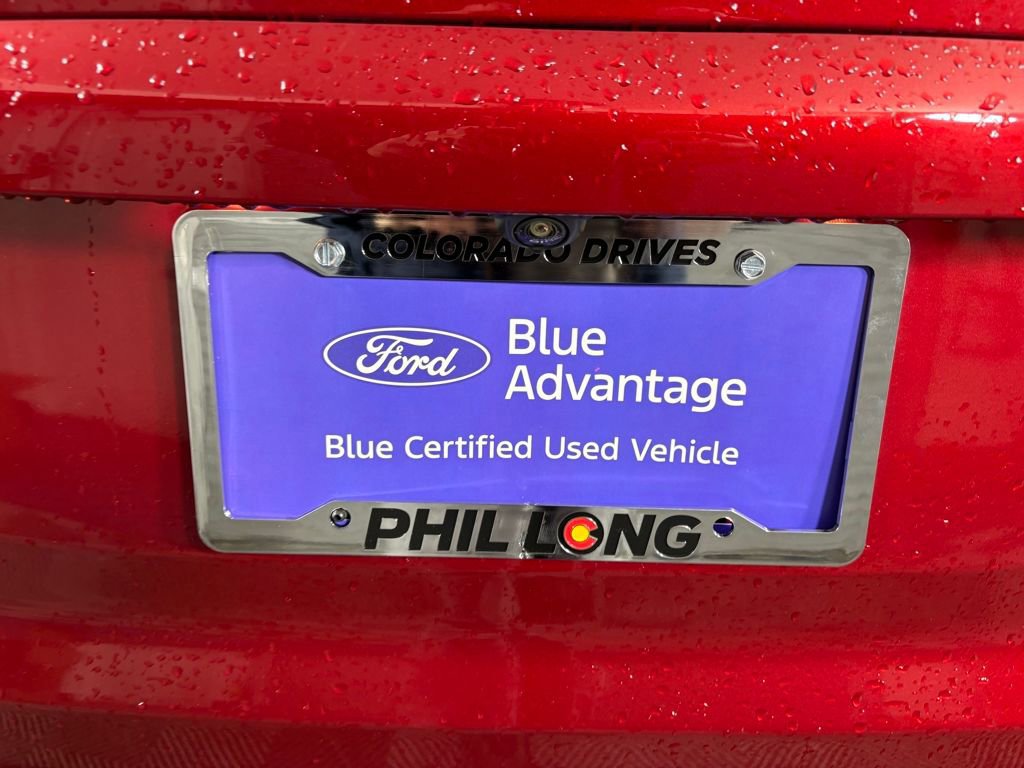 COLORADO DRIVES
Ford
Blue
Advantage
Blue Certified Used Vehicle
PHIL LONG